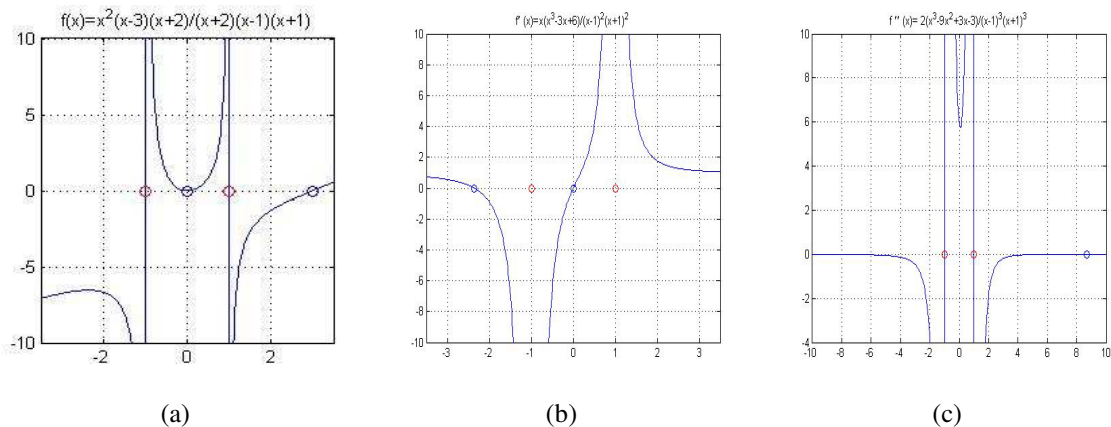 f(x)=x²(x-3)(x+2)/(x+2)(x-1)(x+1)
10
5
0
-5
-10
-2 0 2
(a)
f' (x)=x(x³-3x+6)/(x-1)²(x+1)²
10
8
6
4
2
0
-2
-4
-6
-8
-10
-3 -2 -1 0 1 2 3
(b)
f '' (x)= 2(x³-9x²+3x-3)/(x-1)³(x+1)³
10
8
6
4
2
0
-2
-4
-10 -8 -6 -4 -2 0 2 4 6 8 10
(c)